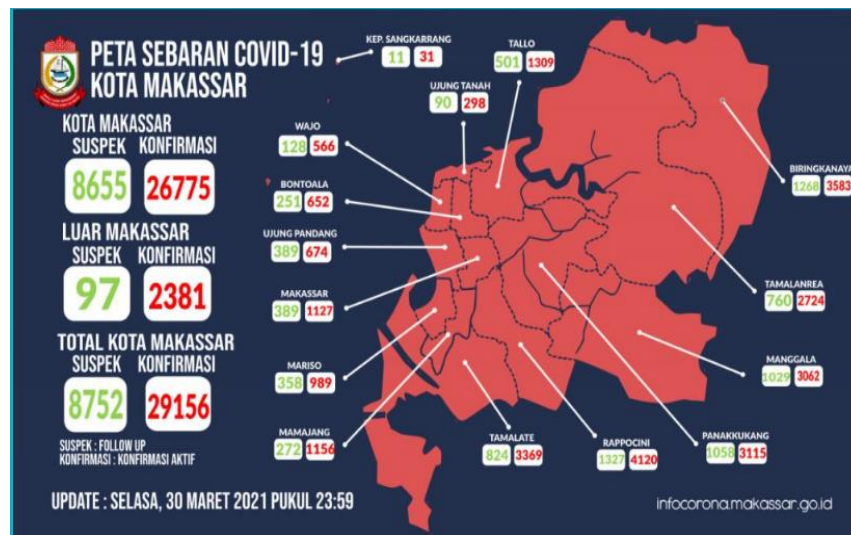 PETA SEBARAN COVID-19
KOTA MAKASSAR
KOTA MAKASSAR
SUSPEK KONFIRMASI
8655 26775
LUAR MAKASSAR
SUSPEK KONFIRMASI
97 2381
TOTAL KOTA MAKASSAR
SUSPEK KONFIRMASI
8752 29156
SUSPEK : FOLLOW UP
KONFIRMASI : KONFIRMASI AKTIF
UPDATE : SELASA, 30 MARET 2021 PUKUL 23:59
KEP. SANGKARRANG
11 31
TALLO
501 1309
UJUNG TANAH
90 298
WAJO
128 566
BONTOALA
251 652
UJUNG PANDANG
389 674
MAKASSAR
389 1127
MARISO
358 989
MAMAJANG
272 1156
TAMALATE
824 3369
RAPPOCINI
1327 4120
PANAKKUKANG
1058 3115
MANGGALA
1029 3062
TAMALANREA
760 2724
BIRINGKANAYA
1268 3583
infocorona.makassar.go.id